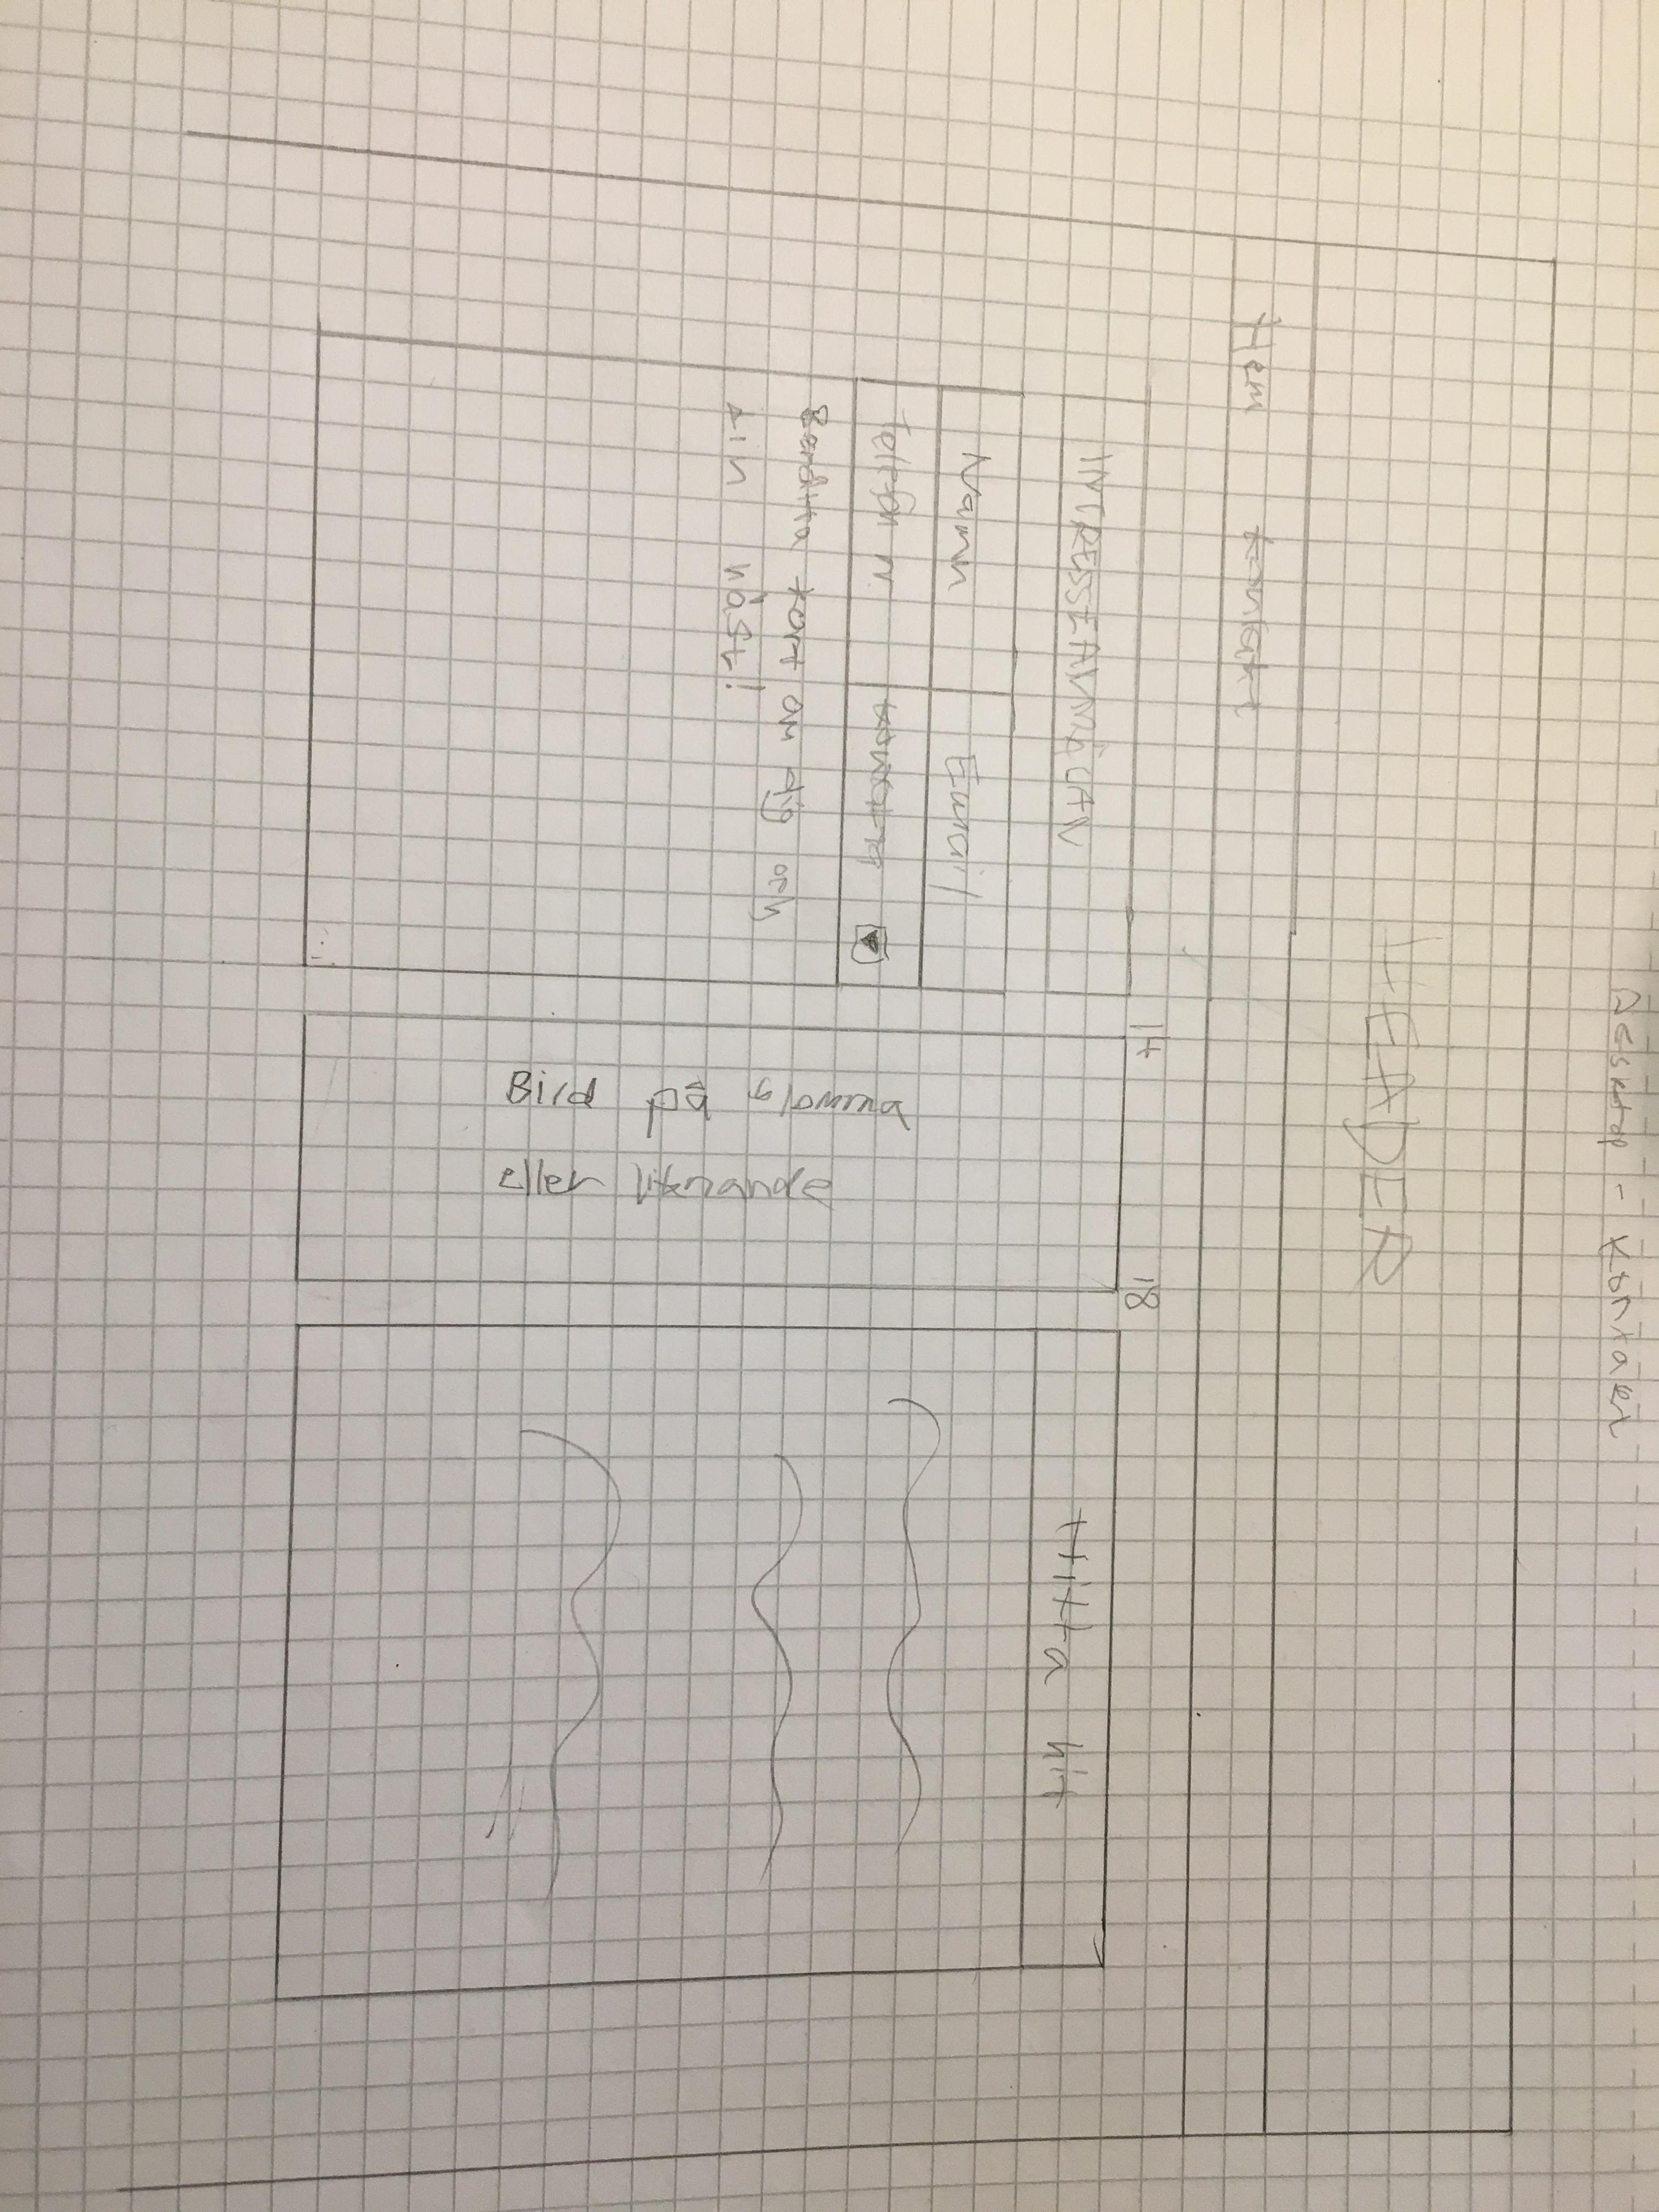 Desktop - Kontakt
HEADER
Hem kontakt
INTRESSEANMÄLAN
Namn Email
Telefon nr.
Berätta kort om dig och
din häst!
14
18
Bild på blomma
eller liknande
Hitta hit